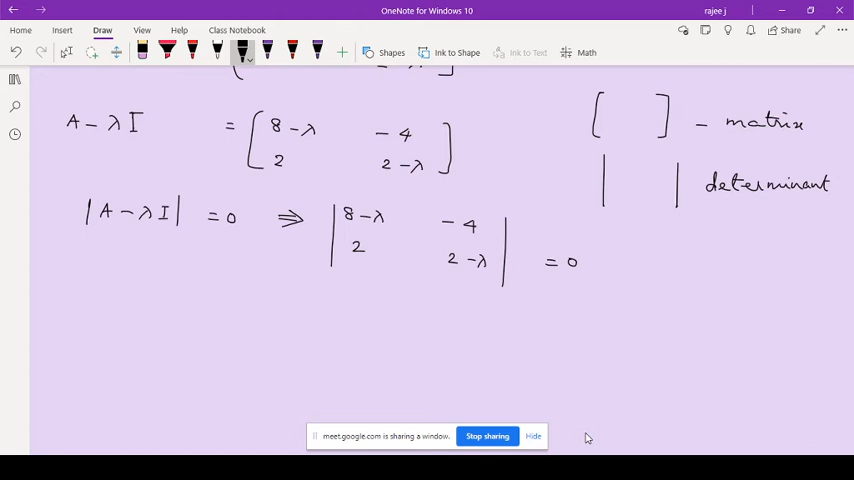 OneNote for Windows 10
rajee j
Home Insert Draw View Help Class Notebook Share
Shapes Ink to Shape Ink to Text Math
= λ ]
A - λ I = [ 8 - λ - 4
2 2 - λ ]
[ ] - matrix
| | determinant
| A - λ I | = 0 ⇒ | 8 - λ - 4
2 2 - λ | = 0
meet.google.com is sharing a window. Stop sharing Hide